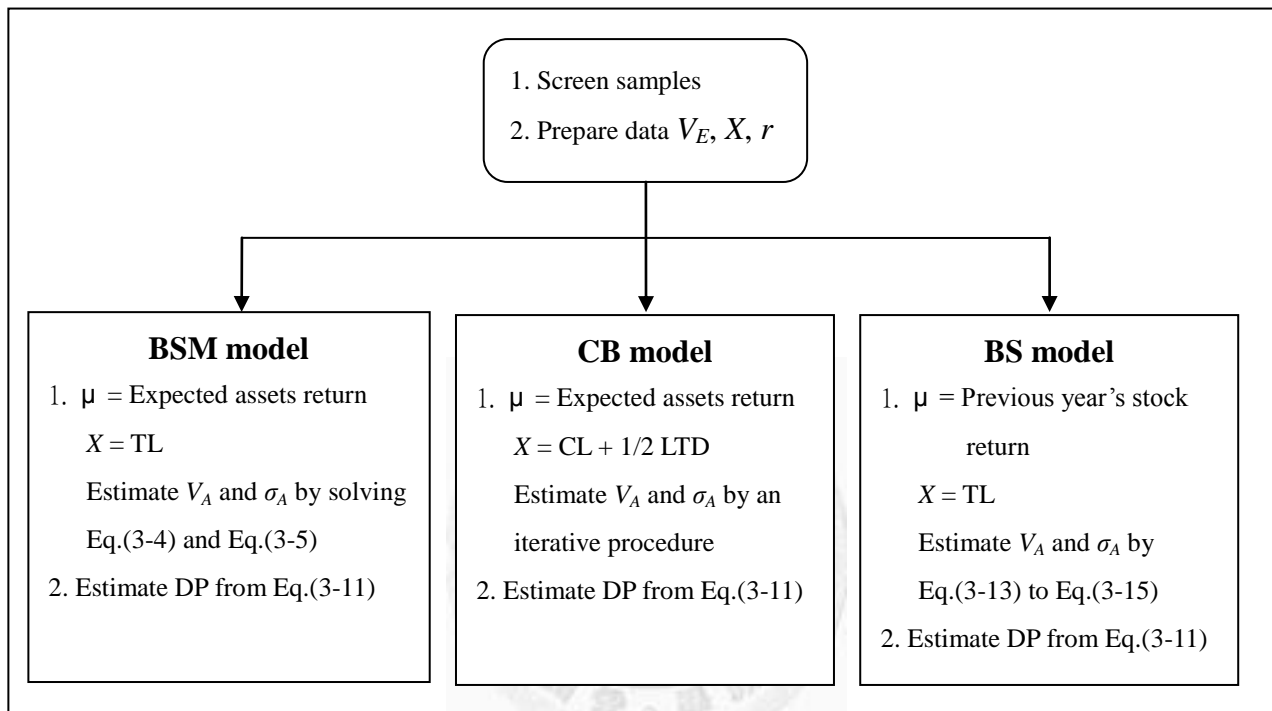 1. Screen samples
2. Prepare data V_E, X, r
BSM model
1. μ = Expected assets return
X = TL
Estimate V_A and σ_A by solving
Eq.(3-4) and Eq.(3-5)
2. Estimate DP from Eq.(3-11)
CB model
1. μ = Expected assets return
X = CL + 1/2 LTD
Estimate V_A and σ_A by an
iterative procedure
2. Estimate DP from Eq.(3-11)
BS model
1. μ = Previous year’s stock
return
X = TL
Estimate V_A and σ_A by
Eq.(3-13) to Eq.(3-15)
2. Estimate DP from Eq.(3-11)